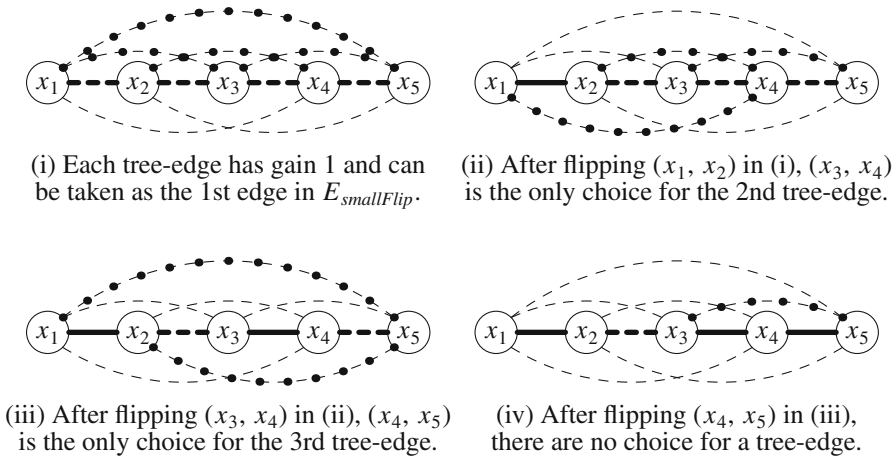 x₁ x₂ x₃ x₄ x₅
x₁ x₂ x₃ x₄ x₅
(i) Each tree-edge has gain 1 and can
be taken as the 1st edge in E_smallFlip.
(ii) After flipping (x₁, x₂) in (i), (x₃, x₄)
is the only choice for the 2nd tree-edge.
x₁ x₂ x₃ x₄ x₅
x₁ x₂ x₃ x₄ x₅
(iii) After flipping (x₃, x₄) in (ii), (x₄, x₅)
is the only choice for the 3rd tree-edge.
(iv) After flipping (x₄, x₅) in (iii),
there are no choice for a tree-edge.